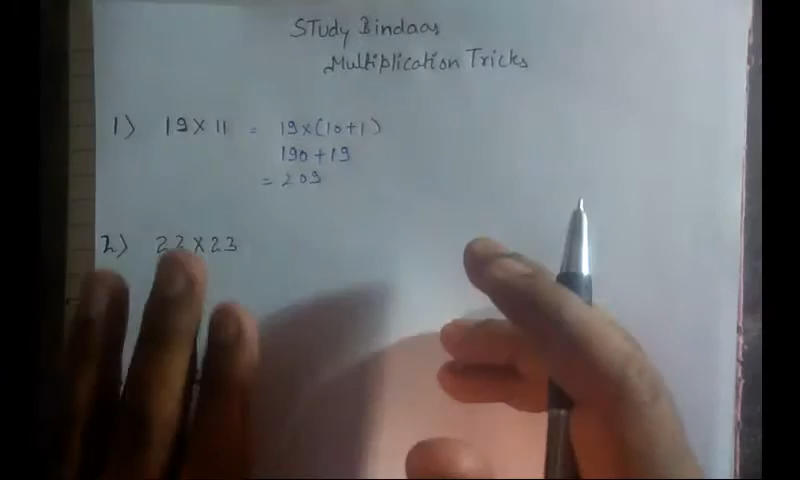 STudy Bindaas
Multiplication Tricks
1) 19 × 11 = 19 × (10+1)
190 + 19
= 209
2) 22 × 23